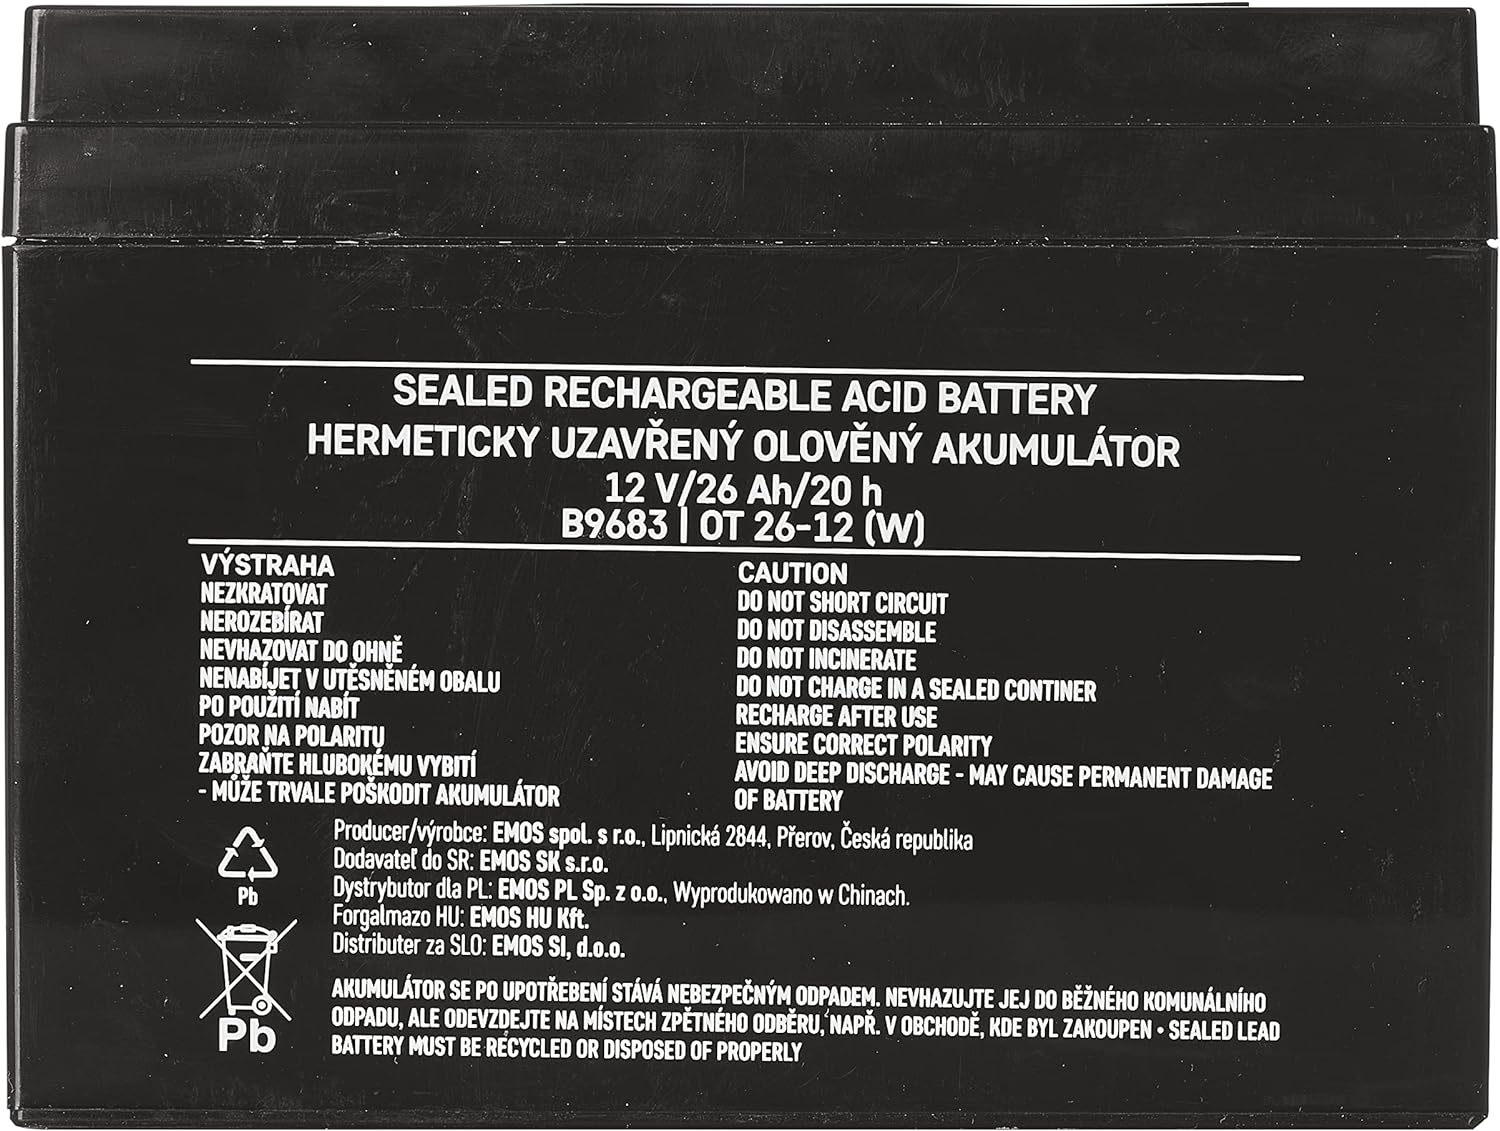 SEALED RECHARGEABLE ACID BATTERY
HERMETICKY UZAVŘENÝ OLOVĚNÝ AKUMULÁTOR
12 V/26 Ah/20 h
B9683 | OT 26-12 (W)
VÝSTRAHA
NEZKRATOVAT
NEROZEBÍRAT
NEVHAZOVAT DO OHNĚ
NENABÍJET V UTĚSNĚNÉM OBALU
PO POUŽITÍ NABÍT
POZOR NA POLARITU
ZABRAŇTE HLUBOKÉMU VYBITÍ
- MŮŽE TRVALE POŠKODIT AKUMULÁTOR
CAUTION
DO NOT SHORT CIRCUIT
DO NOT DISASSEMBLE
DO NOT INCINERATE
DO NOT CHARGE IN A SEALED CONTINER
RECHARGE AFTER USE
ENSURE CORRECT POLARITY
AVOID DEEP DISCHARGE - MAY CAUSE PERMANENT DAMAGE
OF BATTERY
Pb
Pb
Producer/výrobce: EMOS spol. s r.o., Lipnická 2844, Přerov, Česká republika
Dodavateľ do SR: EMOS SK s.r.o.
Dystrybutor dla PL: EMOS PL Sp. z o.o., Wyprodukowano w Chinach.
Forgalmazo HU: EMOS HU Kft.
Distributer za SLO: EMOS SI, d.o.o.
AKUMULÁTOR SE PO UPOTŘEBENÍ STÁVÁ NEBEZPEČNÝM ODPADEM. NEVHAZUJTE JEJ DO BĚŽNÉHO KOMUNÁLNÍHO
ODPADU, ALE ODEVZDEJTE NA MÍSTECH ZPĚTNÉHO ODBĚRU, NAPŘ. V OBCHODĚ, KDE BYL ZAKOUPEN • SEALED LEAD
BATTERY MUST BE RECYCLED OR DISPOSED OF PROPERLY